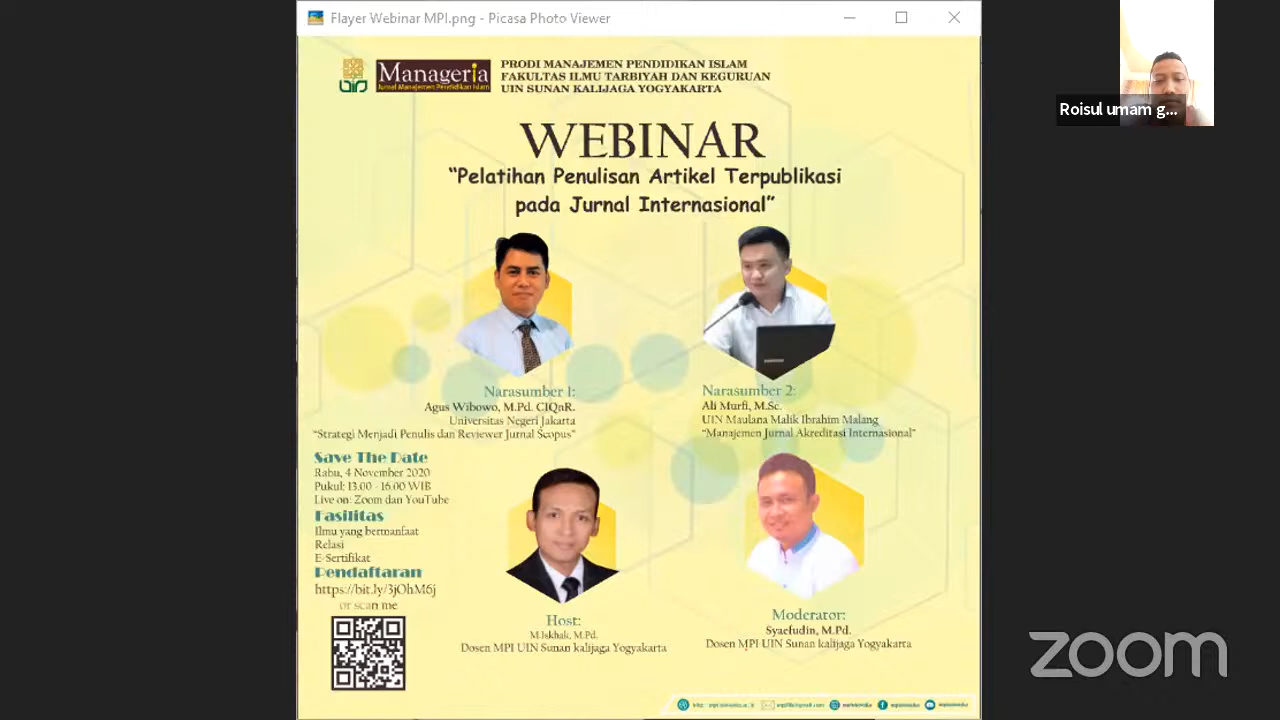 Flayer Webinar MPI.png - Picasa Photo Viewer
Roisul umam g...
uin
Manageria
Jurnal Manajemen Pendidikan Islam
PRODI MANAJEMEN PENDIDIKAN ISLAM
FAKULTAS ILMU TARBIYAH DAN KEGURUAN
UIN SUNAN KALIJAGA YOGYAKARTA
WEBINAR
“Pelatihan Penulisan Artikel Terpublikasi
pada Jurnal Internasional”
Narasumber 1:
Agus Wibowo, M.Pd. CIQnR.
Universitas Negeri Jakarta
“Strategi Menjadi Penulis dan Reviewer Jurnal Scopus”
Narasumber 2:
Ali Murfi, M.Sc.
UIN Maulana Malik Ibrahim Malang
“Manajemen Jurnal Akreditasi Internasional”
Save The Date
Rabu, 4 November 2020
Pukul: 13.00 - 16.00 WIB
Live on: Zoom dan YouTube
Fasilitas
Ilmu yang bermanfaat
Relasi
E-Sertifikat
Pendaftaran
https://bit.ly/3jOhM6j
or scan me
Host:
M.Iskhak, M.Pd.
Dosen MPI UIN Sunan kalijaga Yogyakarta
Moderator:
Syaefudin, M.Pd.
Dosen MPI UIN Sunan kalijaga Yogyakarta
zoom